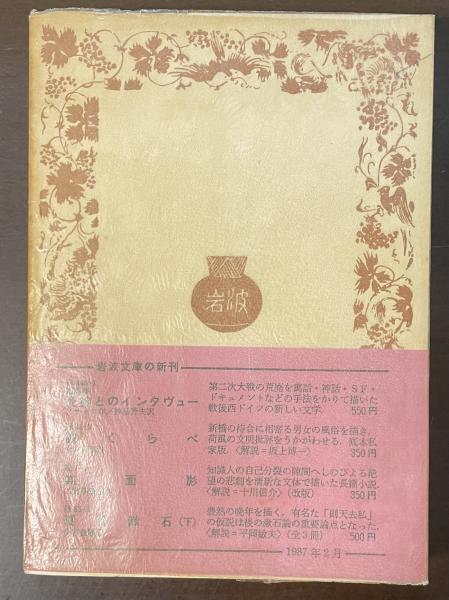 岩波
岩波文庫の新刊
とのインタヴュー
第二次大戦の荒廃を寓話・神話・SF・
ドキュメントなどの手法をかりて描いた
戦後西ドイツの新しい文学。 550円
くらべ
新橋の待合に相寄る男女の風俗を描き、
荷風の文明批評をうかがわせる。底本私
家版。〈解説=坂上博一〉 350円
其面影
知識人の自己分裂の隙間へしのびよる絶
望の悲劇を清新な文体で描いた長篇小説。
〈解説=十川信介〉(改版) 350円
漱石(下)
豊熟の晩年を描く。有名な「則天去私」
の仮説は後の漱石論の重要論点となった。
〈解説=平岡敏夫〉(全3冊) 500円
1987年2月